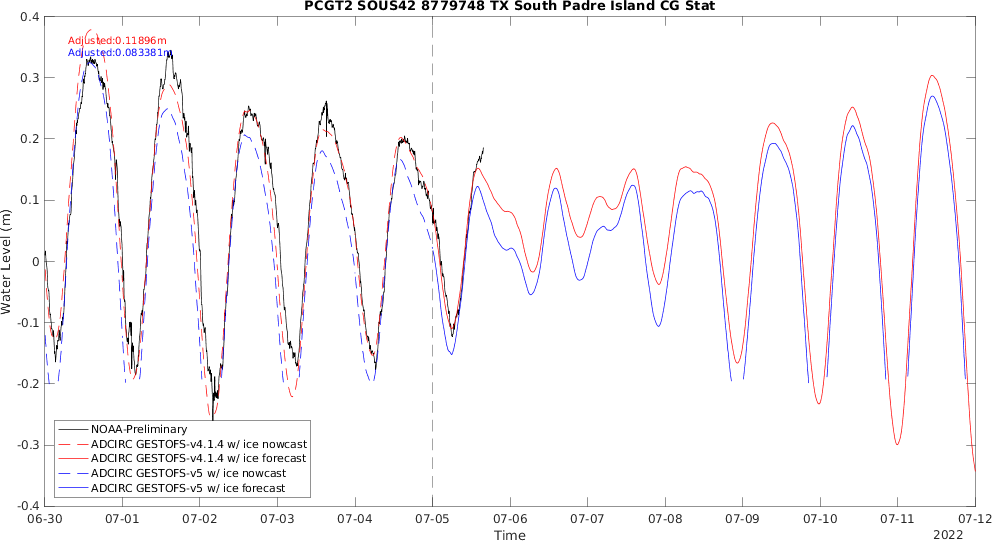 PCGT2 SOUS42 8779748 TX South Padre Island CG Stat
Adjusted:0.11896m
Adjusted:0.083381m
0.4
0.3
0.2
0.1
0
-0.1
-0.2
-0.3
-0.4
Water Level (m)
NOAA-Preliminary
ADCIRC GESTOFS-v4.1.4 w/ ice nowcast
ADCIRC GESTOFS-v4.1.4 w/ ice forecast
ADCIRC GESTOFS-v5 w/ ice nowcast
ADCIRC GESTOFS-v5 w/ ice forecast
06-30 07-01 07-02 07-03 07-04 07-05 07-06 07-07 07-08 07-09 07-10 07-11 07-12
Time
2022